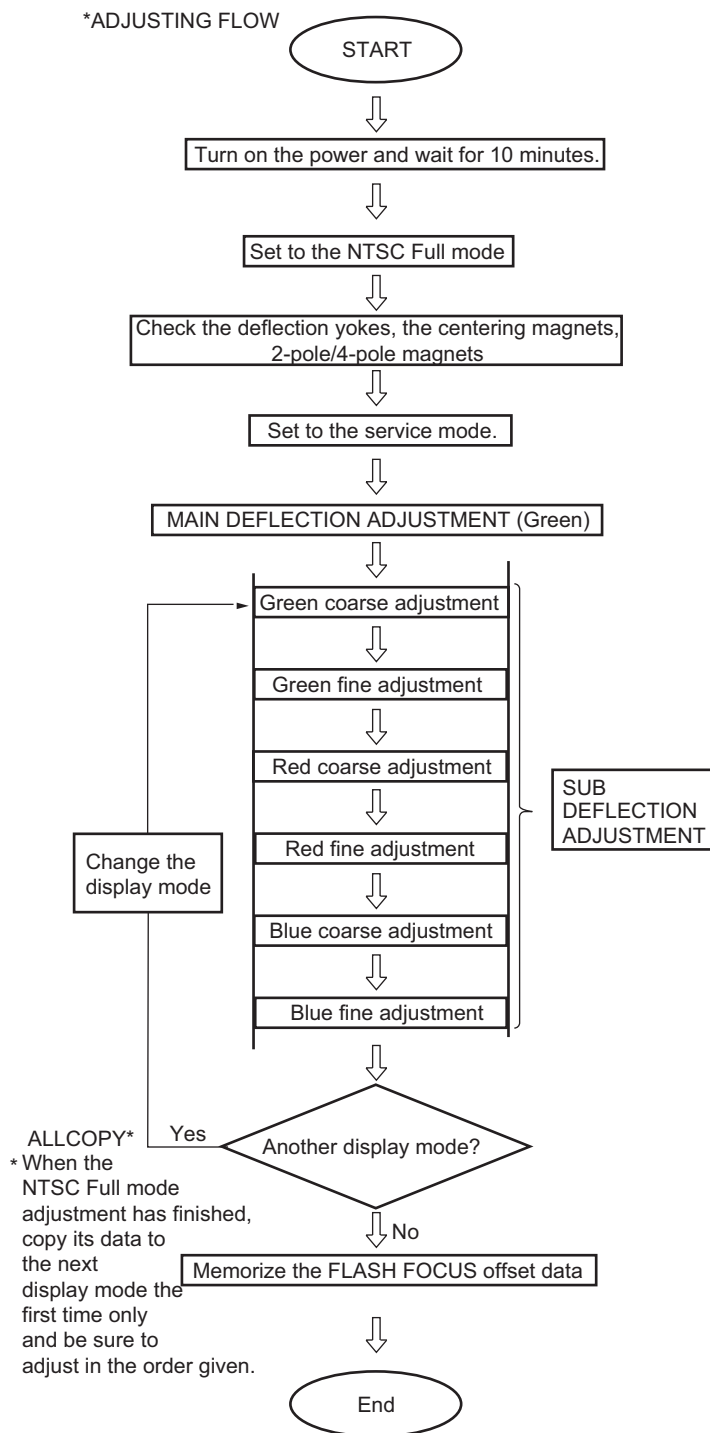 *ADJUSTING FLOW
START
Turn on the power and wait for 10 minutes.
Set to the NTSC Full mode
Check the deflection yokes, the centering magnets,
2-pole/4-pole magnets
Set to the service mode.
MAIN DEFLECTION ADJUSTMENT (Green)
Green coarse adjustment
Green fine adjustment
Red coarse adjustment
Red fine adjustment
Blue coarse adjustment
Blue fine adjustment
SUB
DEFLECTION
ADJUSTMENT
Change the
display mode
Another display mode?
Yes
ALLCOPY*
* When the
NTSC Full mode
adjustment has finished,
copy its data to
the next
display mode the
first time only
and be sure to
adjust in the order given.
No
Memorize the FLASH FOCUS offset data
End